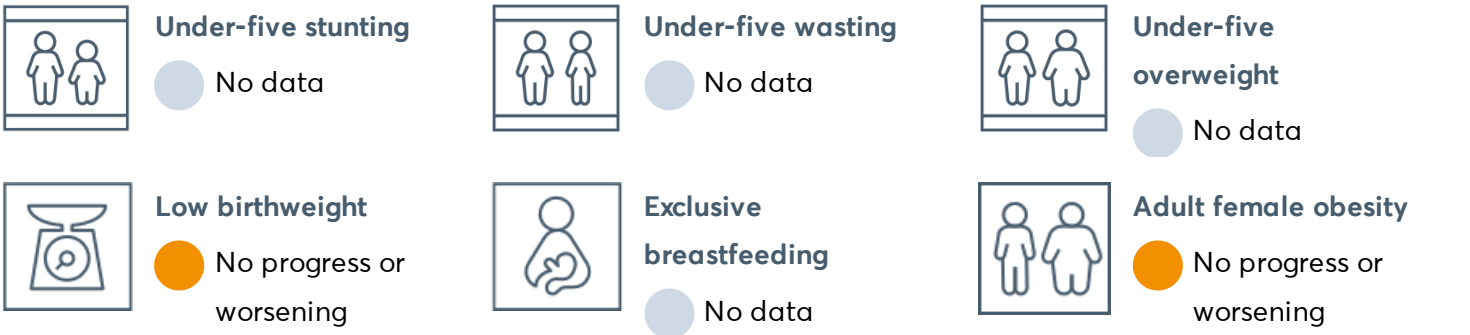 Under-five stunting
No data
Under-five wasting
No data
Under-five
overweight
No data
Low birthweight
No progress or
worsening
Exclusive
breastfeeding
No data
Adult female obesity
No progress or
worsening